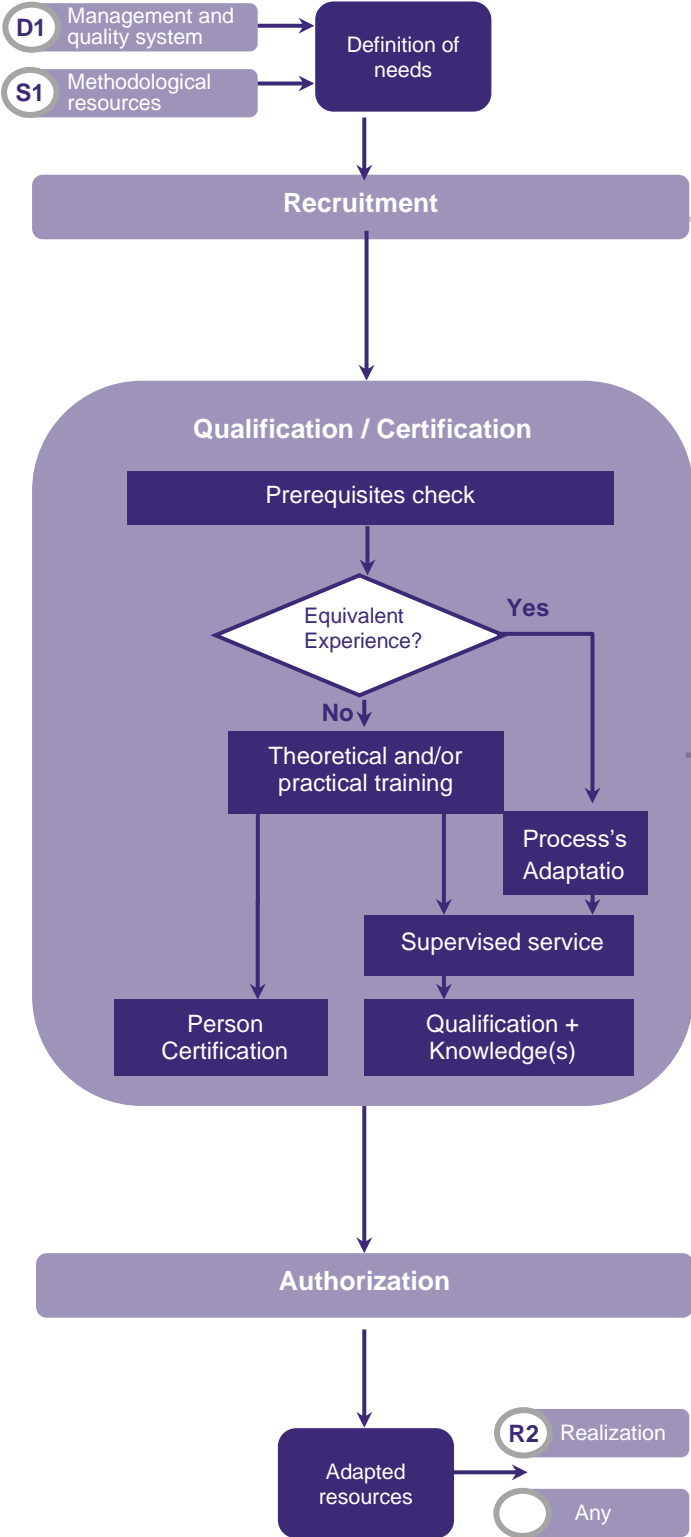 D1
Management and
quality system
S1
Methodological
resources
Definition of
needs
Recruitment
Qualification / Certification
Prerequisites check
Equivalent
Experience?
Yes
No
Theoretical and/or
practical training
Process's
Adaptatio
Supervised service
Person
Certification
Qualification +
Knowledge(s)
Authorization
Adapted
resources
R2
Realization
Any